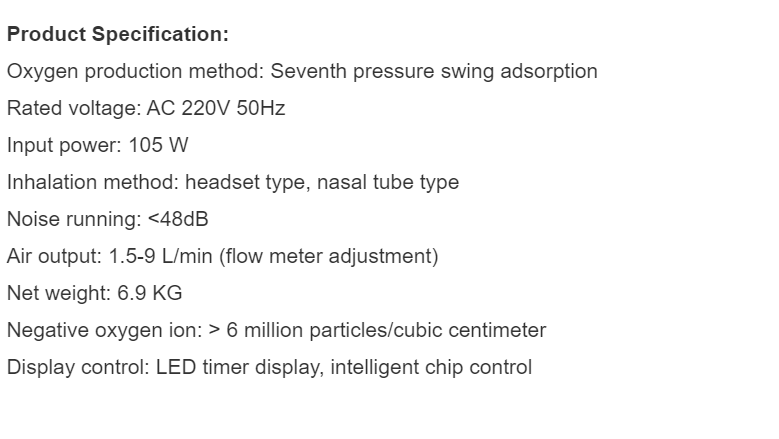 Product Specification:
Oxygen production method: Seventh pressure swing adsorption
Rated voltage: AC 220V 50Hz
Input power: 105 W
Inhalation method: headset type, nasal tube type
Noise running: <48dB
Air output: 1.5-9 L/min (flow meter adjustment)
Net weight: 6.9 KG
Negative oxygen ion: > 6 million particles/cubic centimeter
Display control: LED timer display, intelligent chip control